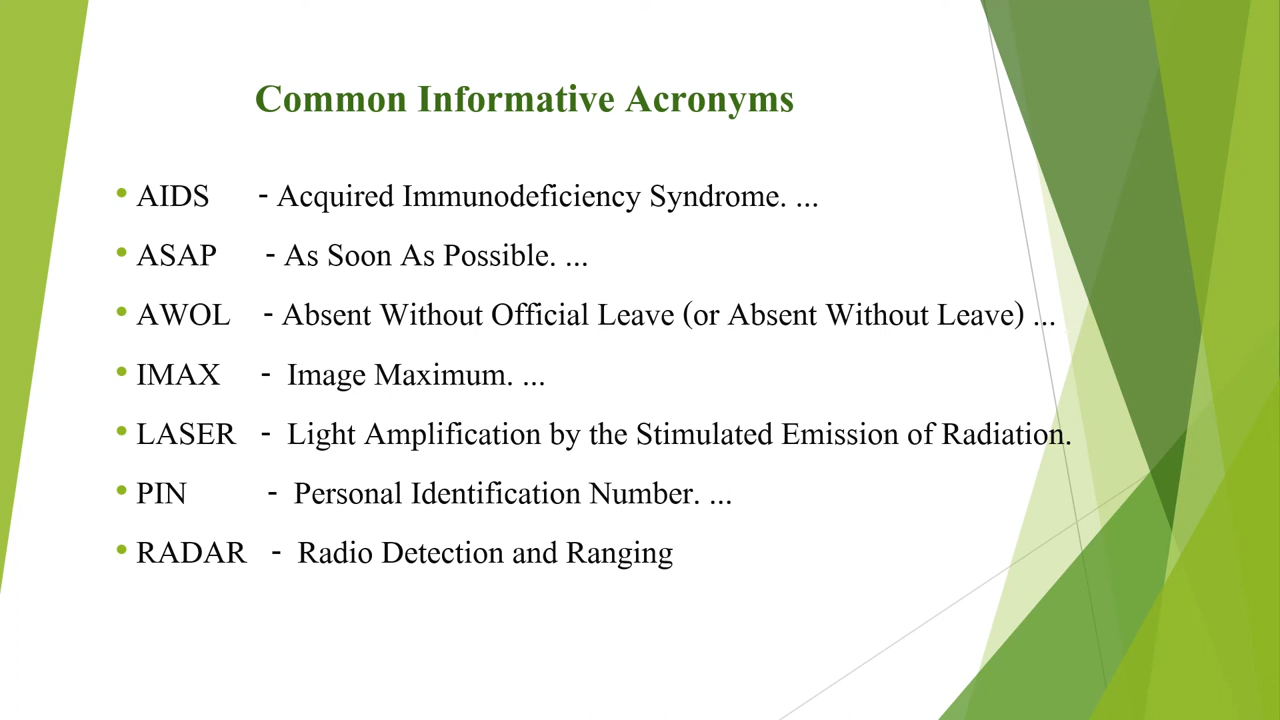 Common Informative Acronyms
• AIDS - Acquired Immunodeficiency Syndrome. ...
• ASAP - As Soon As Possible. ...
• AWOL - Absent Without Official Leave (or Absent Without Leave) ...
• IMAX - Image Maximum. ...
• LASER - Light Amplification by the Stimulated Emission of Radiation.
• PIN - Personal Identification Number. ...
• RADAR - Radio Detection and Ranging